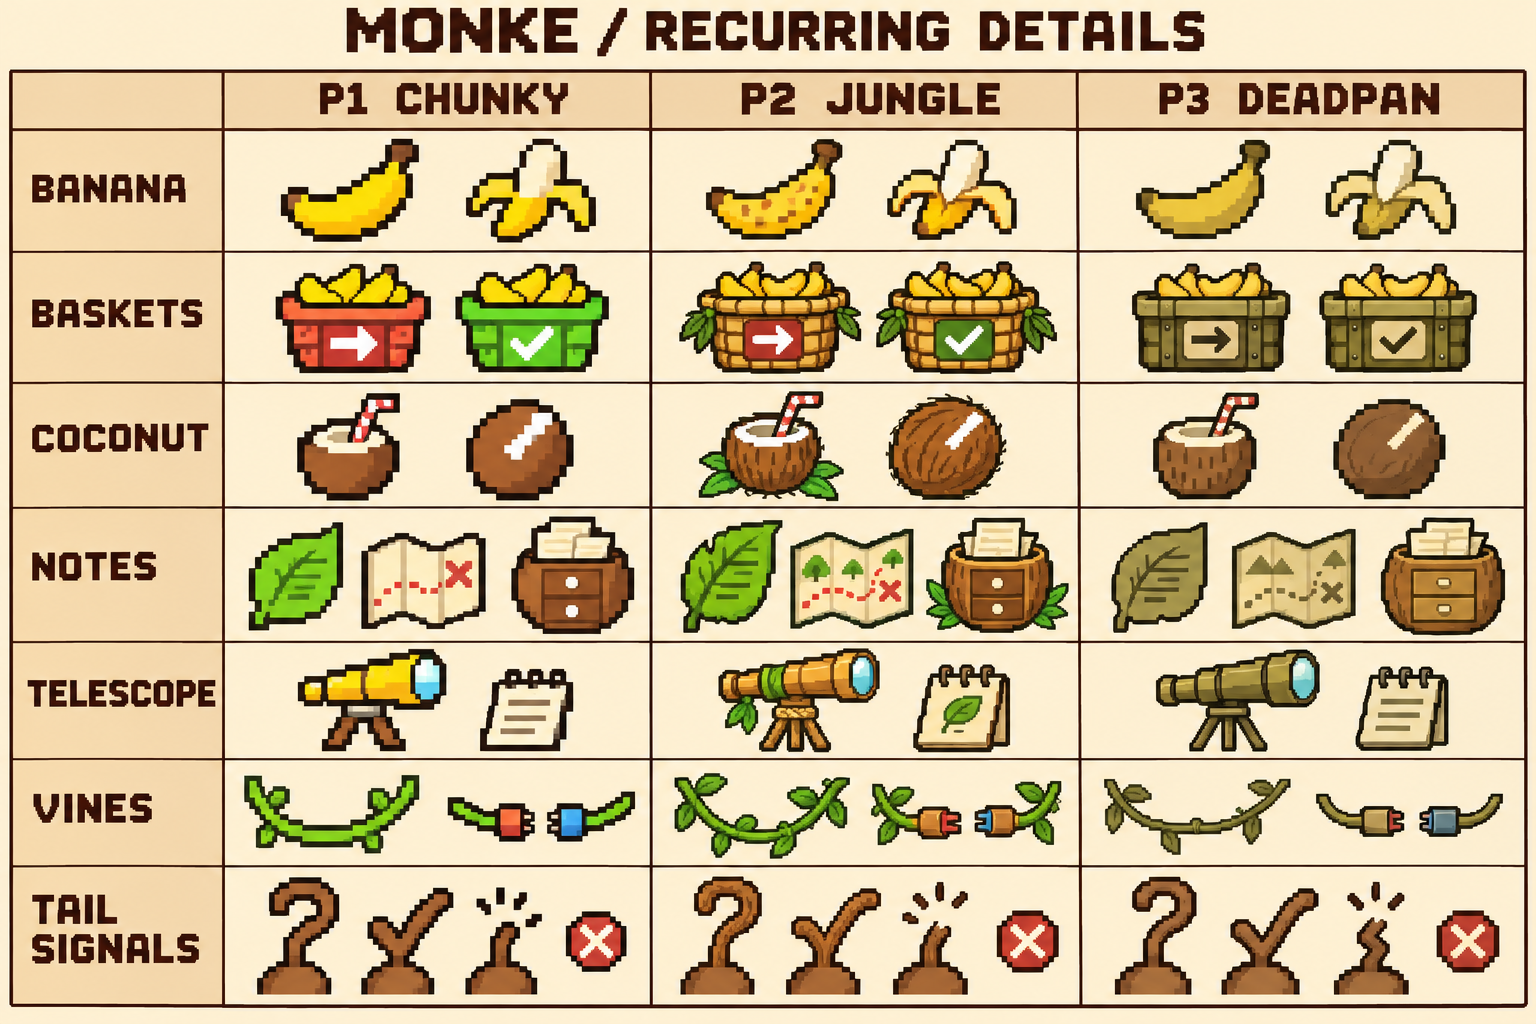 MONKE / RECURRING DETAILS
P1 CHUNKY
P2 JUNGLE
P3 DEADPAN
BANANA
BASKETS
COCONUT
NOTES
TELESCOPE
VINES
TAIL
SIGNALS